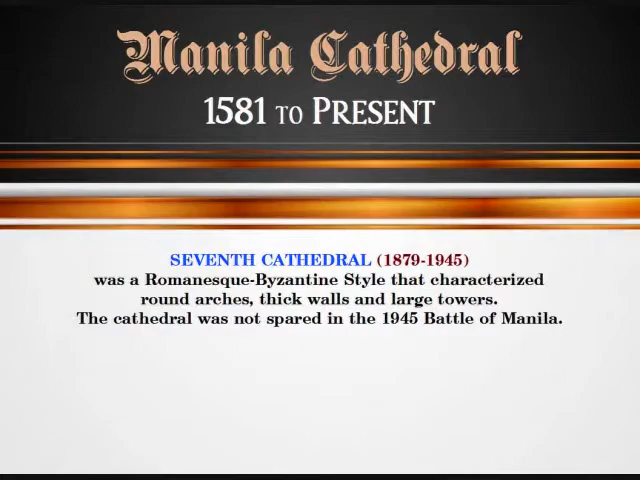 Manila Cathedral
1581 TO PRESENT
SEVENTH CATHEDRAL (1879-1945)
was a Romanesque-Byzantine Style that characterized
round arches, thick walls and large towers.
The cathedral was not spared in the 1945 Battle of Manila.